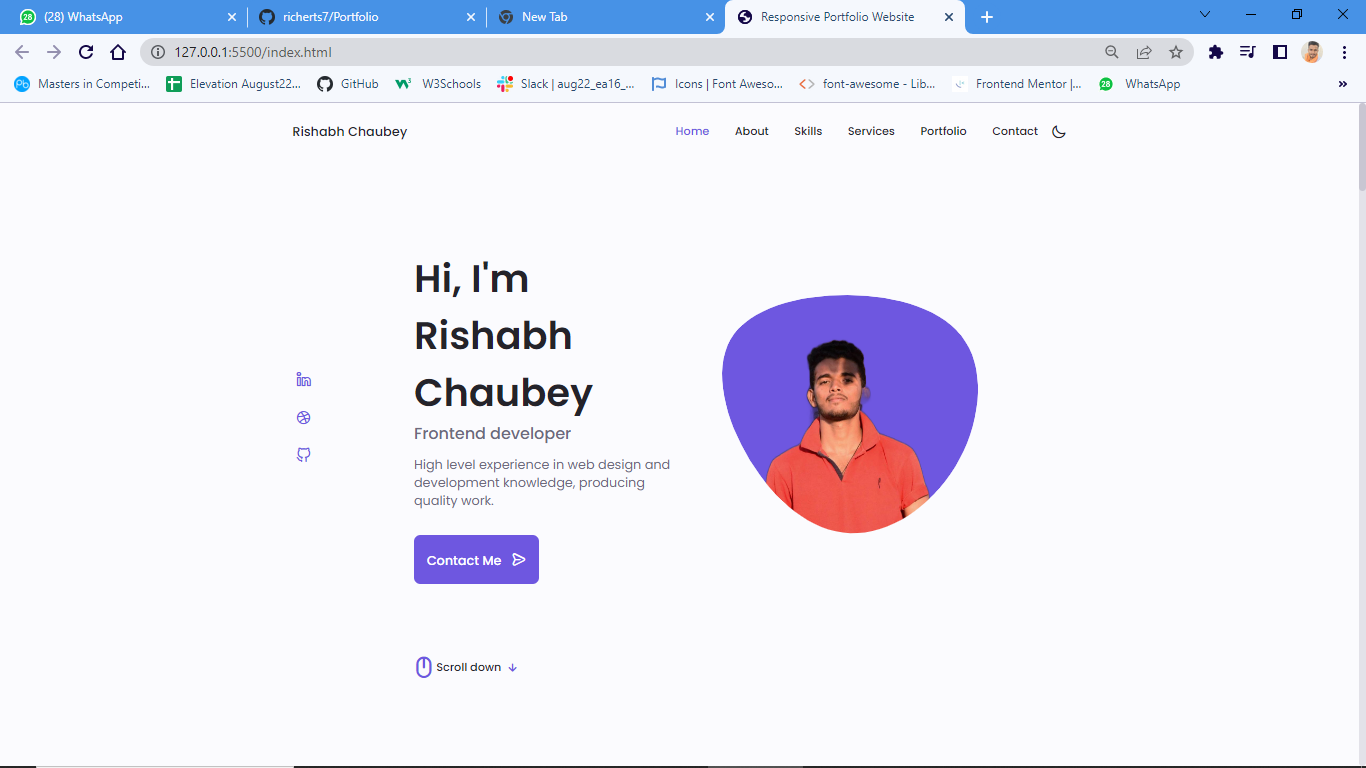 28
(28) WhatsApp
richerts7/Portfolio
New Tab
Responsive Portfolio Website
127.0.0.1:5500/index.html
Pb
Masters in Competi...
Elevation August22...
GitHub
W3Schools
Slack | aug22_ea16_...
Icons | Font Aweso...
font-awesome - Lib...
Frontend Mentor |...
28
WhatsApp
Rishabh Chaubey
Home
About
Skills
Services
Portfolio
Contact
Hi, I'm
Rishabh
Chaubey
Frontend developer
High level experience in web design and
development knowledge, producing
quality work.
Contact Me
Scroll down